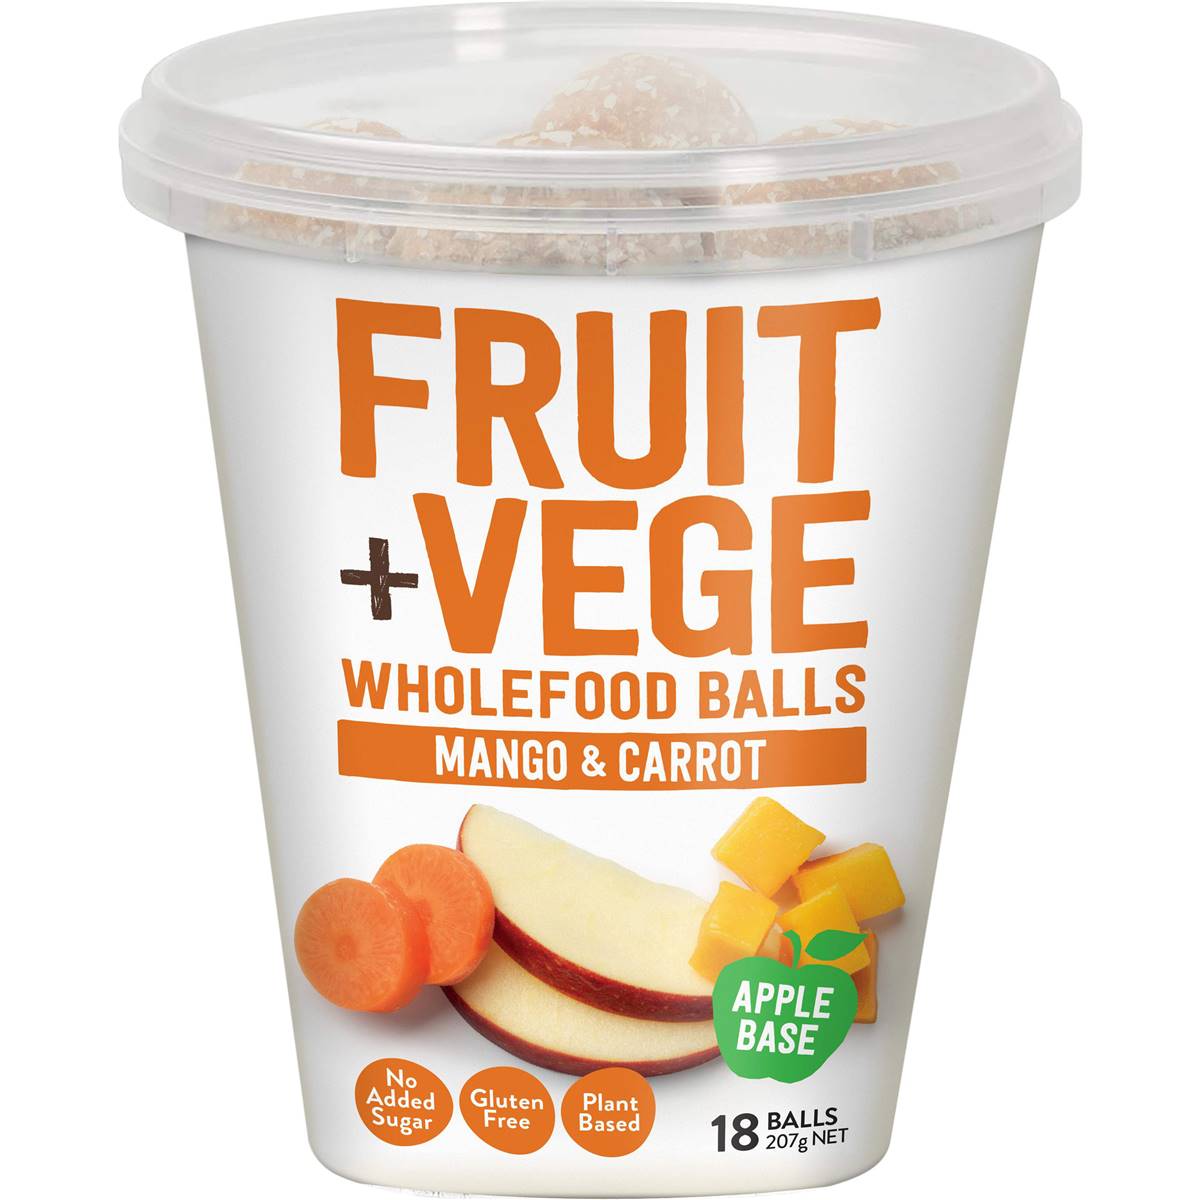 FRUIT
+VEGE
WHOLEFOOD BALLS
MANGO & CARROT
APPLE
BASE
No
Added
Sugar
Gluten
Free
Plant
Based
18 BALLS
207g NET